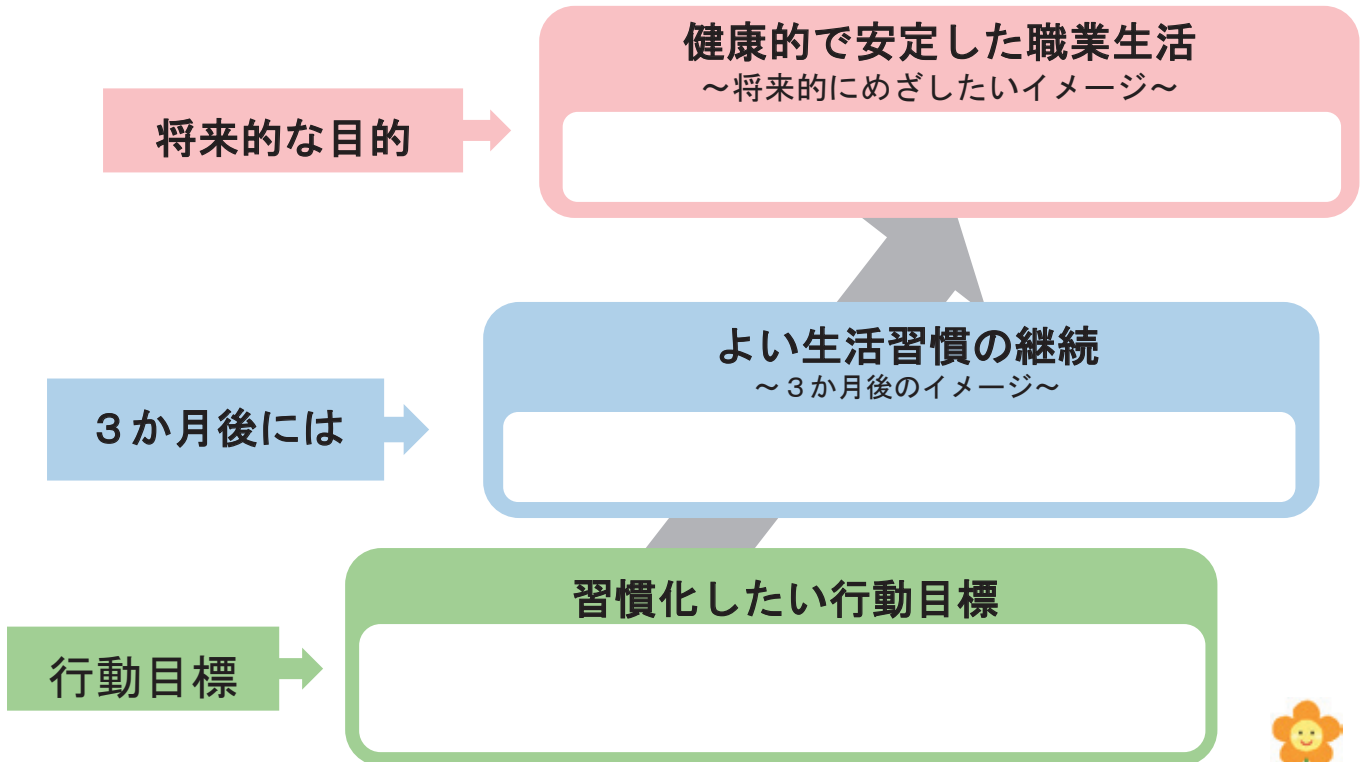 健康的で安定した職業生活
～将来的にめざしたいイメージ～
将来的な目的
よい生活習慣の継続
～３か月後のイメージ～
３か月後には
習慣化したい行動目標
行動目標